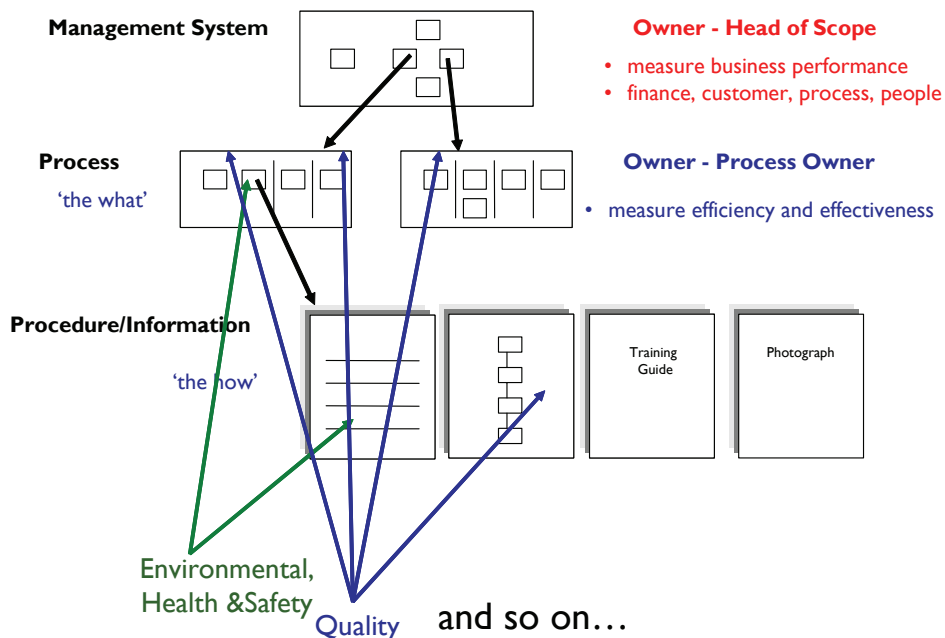 Management System
Owner - Head of Scope
• measure business performance
• finance, customer, process, people
Process
Owner - Process Owner
'the what'
• measure efficiency and effectiveness
Procedure/Information
Training
Guide
Photograph
'the how'
Environmental,
Health &Safety
Quality
and so on...